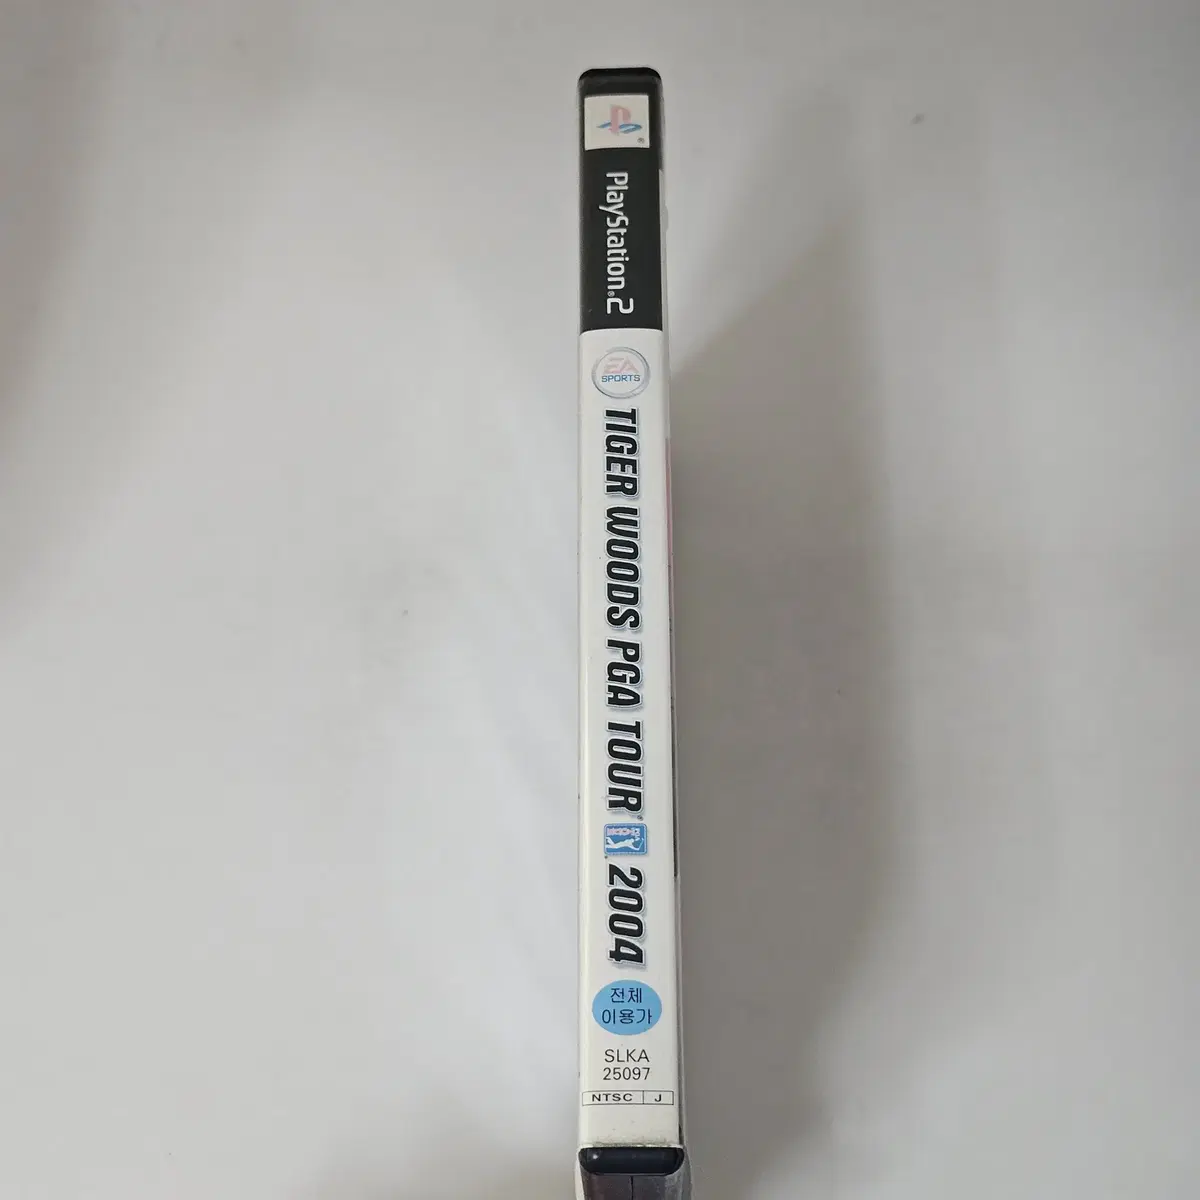 PlayStation®2
EA
SPORTS
TIGER WOODS PGA TOUR® 2004
전체
이용가
SLKA
25097
NTSC J